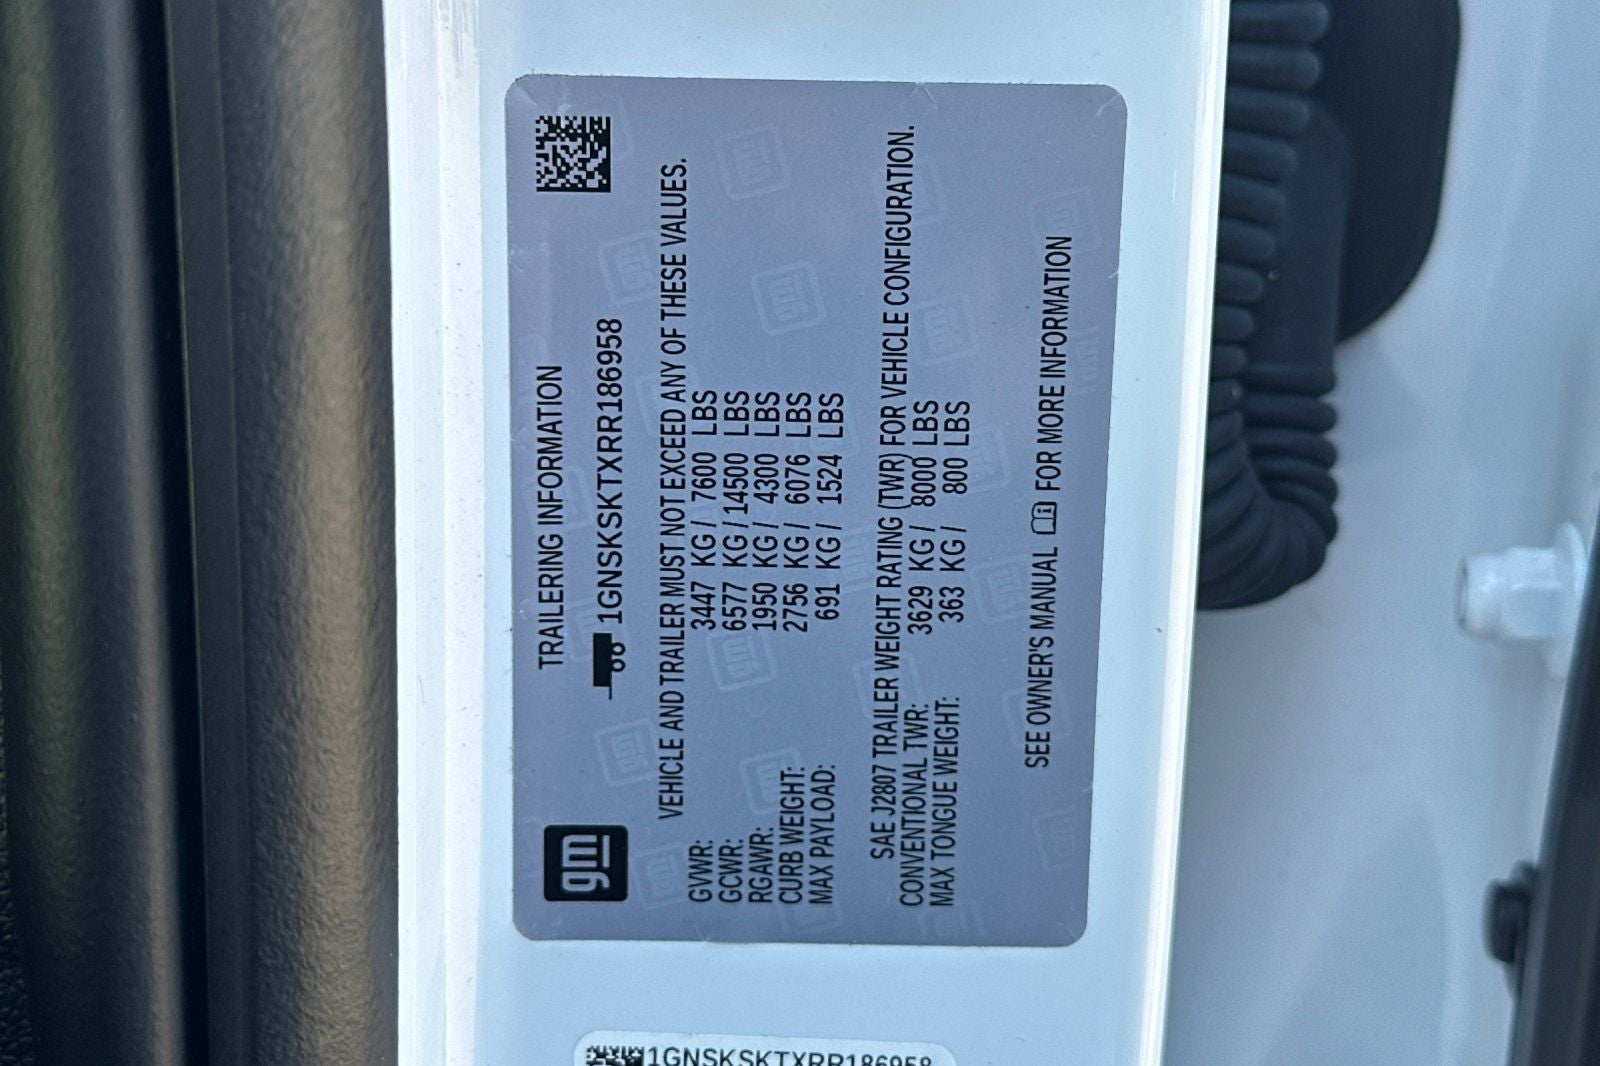 TRAILERING INFORMATION
1GNSKSKTXRR186958
VEHICLE AND TRAILER MUST NOT EXCEED ANY OF THESE VALUES.
GVWR: 3447 KG / 7600 LBS
GCWR: 6577 KG / 14500 LBS
RGAWR: 1950 KG / 4300 LBS
CURB WEIGHT: 2756 KG / 6076 LBS
MAX PAYLOAD: 691 KG / 1524 LBS
SAE J2807 TRAILER WEIGHT RATING (TWR) FOR VEHICLE CONFIGURATION.
CONVENTIONAL TWR: 3629 KG / 8000 LBS
MAX TONGUE WEIGHT: 363 KG / 800 LBS
SEE OWNER'S MANUAL FOR MORE INFORMATION
gm
1GNSKSKTXRR186958